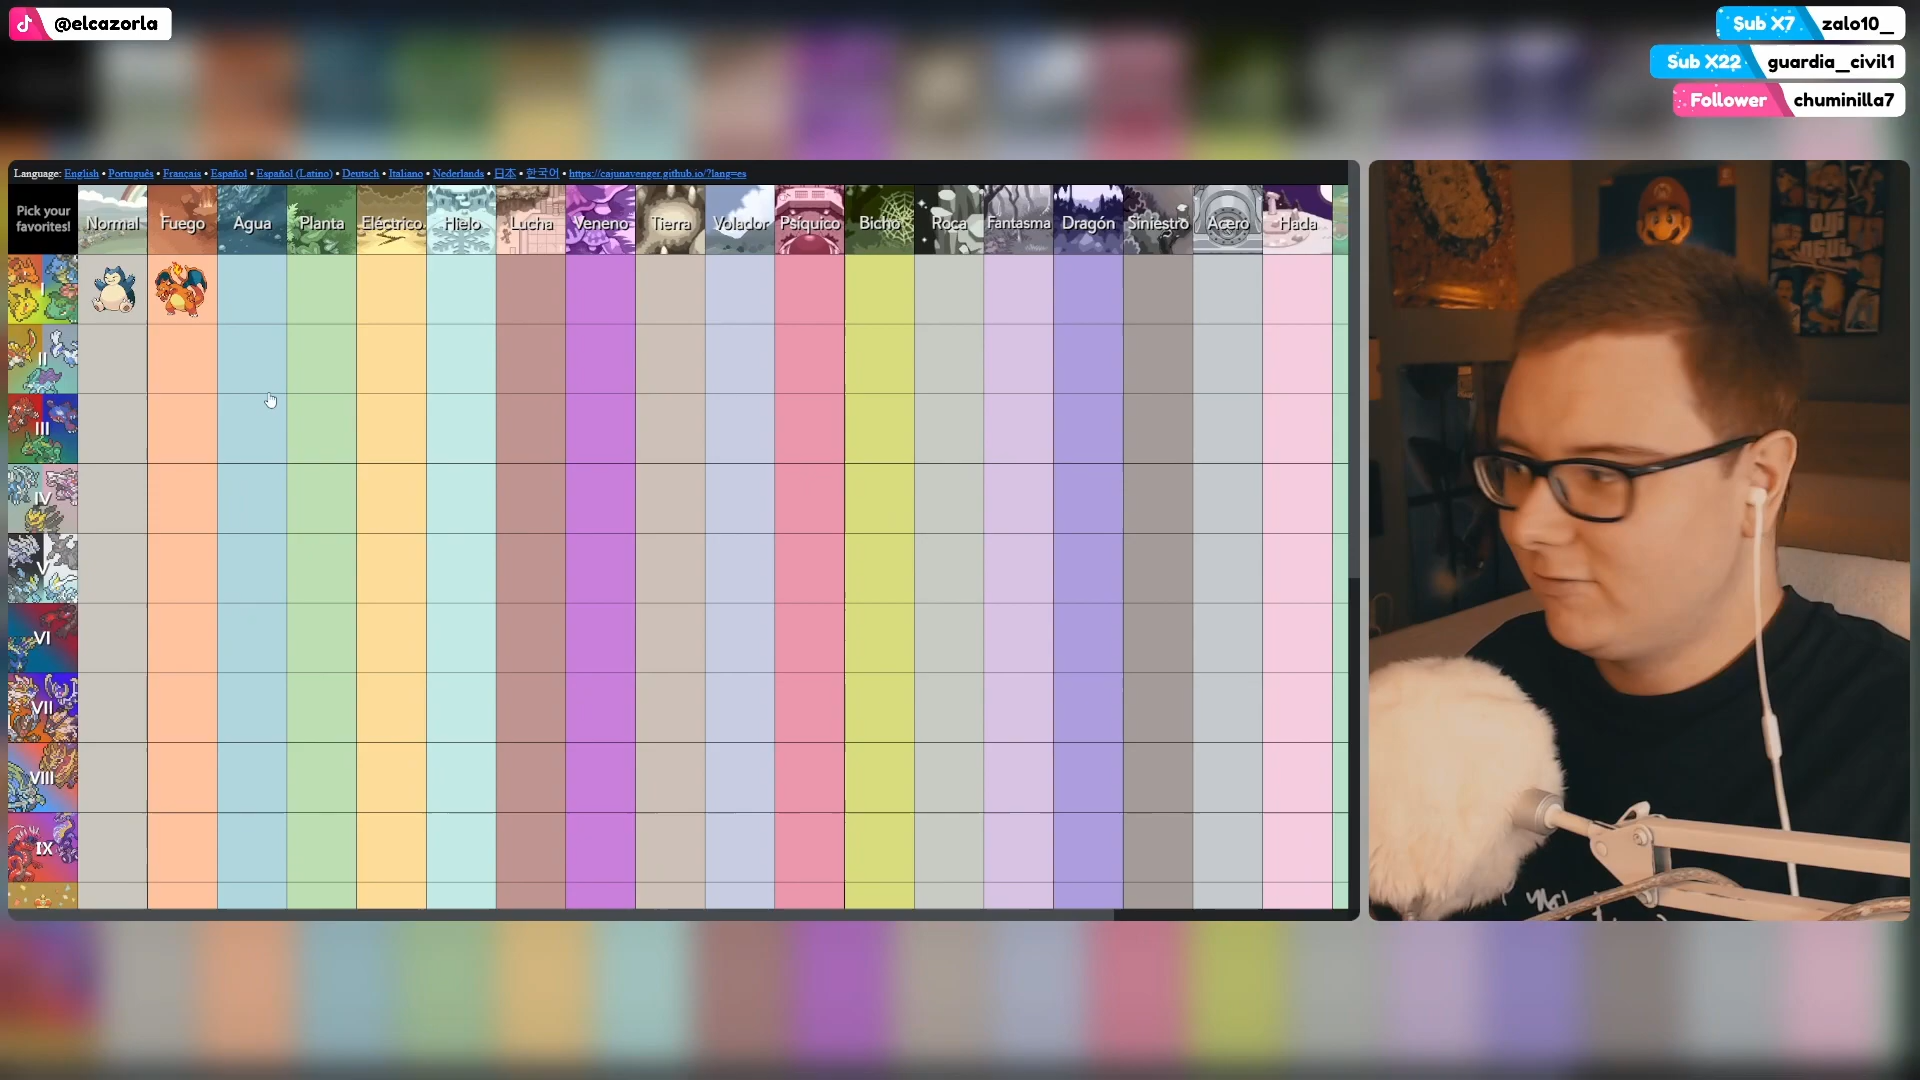 @elcazorla
Sub X7 zalo10_
Sub X22 guardia_civil1
Follower chuminilla7
Language: English • Português • Français • Español • Español (Latino) • Deutsch • Italiano • Nederlands • 日本 • 한국어 • https://cajunavenger.github.io/?lang=es
Pick your
favorites!
Normal Fuego Agua Planta Eléctrico Hielo Lucha Veneno Tierra Volador Psíquico Bicho Roca Fantasma Dragón Siniestro Acero Hada
I
II
III
IV
V
VI
VII
VIII
IX